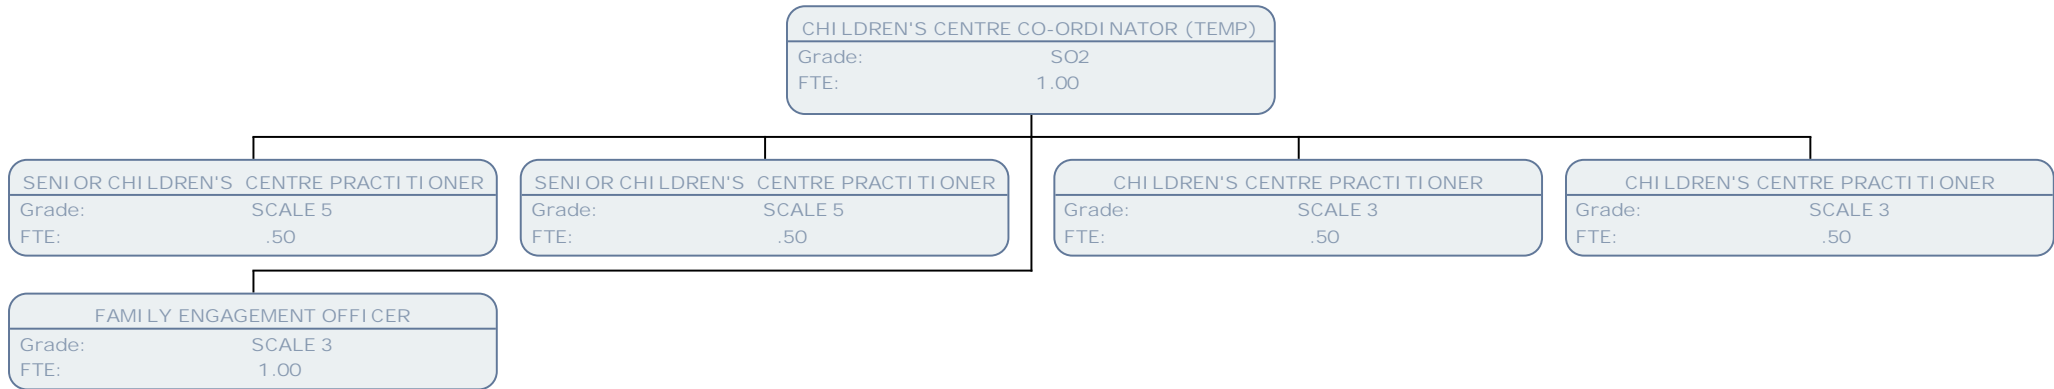 CHILDREN'S CENTRE CO-ORDINATOR (TEMP)
Grade: SO2
FTE: 1.00
SENIOR CHILDREN'S CENTRE PRACTITIONER
Grade: SCALE 5
FTE: .50
SENIOR CHILDREN'S CENTRE PRACTITIONER
Grade: SCALE 5
FTE: .50
CHILDREN'S CENTRE PRACTITIONER
Grade: SCALE 3
FTE: .50
CHILDREN'S CENTRE PRACTITIONER
Grade: SCALE 3
FTE: .50
FAMILY ENGAGEMENT OFFICER
Grade: SCALE 3
FTE: 1.00